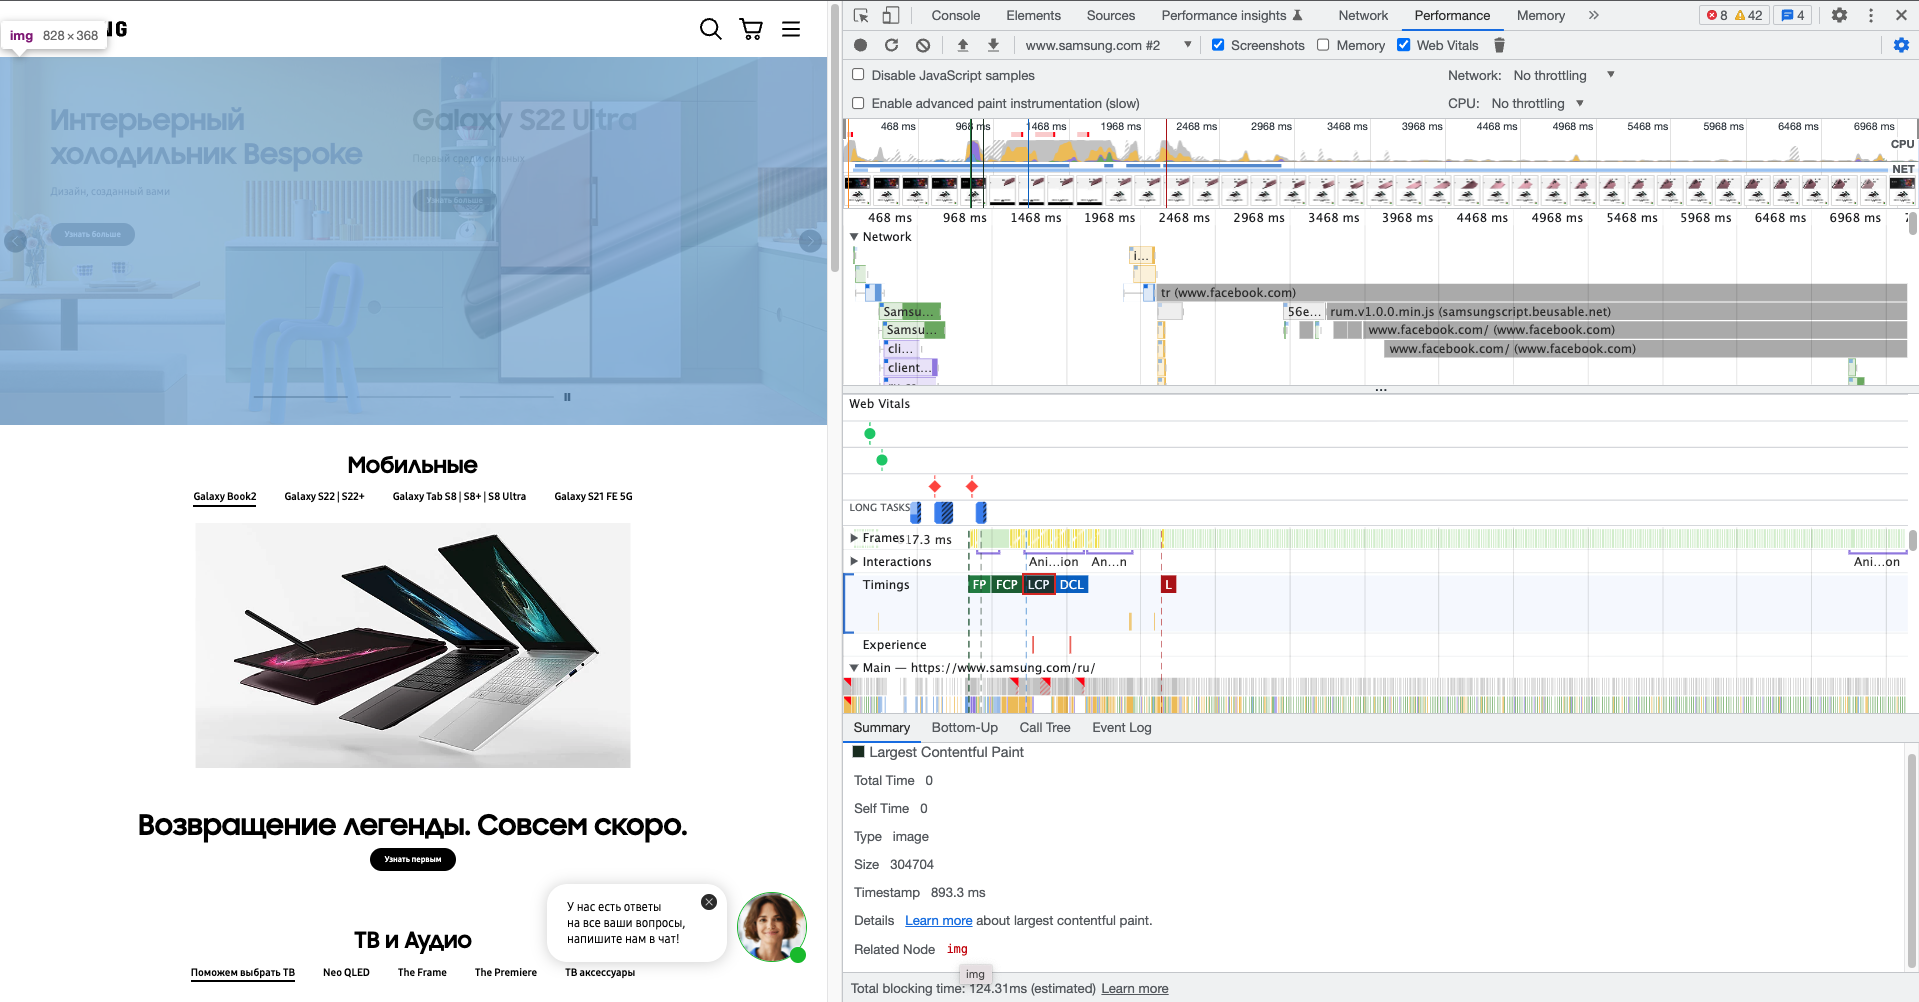 NG
img 828 × 368
Интерьерный
холодильник Bespoke
Дизайн, созданный вами
Узнать больше
Galaxy S22 Ultra
Первый среди сильных
Узнать больше
Мобильные
Galaxy Book2
Galaxy S22 | S22+
Galaxy Tab S8 | S8+ | S8 Ultra
Galaxy S21 FE 5G
Возвращение легенды. Совсем скоро.
Узнать первым
У нас есть ответы
на все ваши вопросы,
напишите нам в чат!
ТВ и Аудио
Поможем выбрать ТВ
Neo QLED
The Frame
The Premiere
ТВ аксессуары
Console
Elements
Sources
Performance insights
Network
Performance
Memory
»
8
42
4
www.samsung.com #2
Screenshots
Memory
Web Vitals
Disable JavaScript samples
Network: No throttling
Enable advanced paint instrumentation (slow)
CPU: No throttling
468 ms
968 ms
1468 ms
1968 ms
2468 ms
2968 ms
3468 ms
3968 ms
4468 ms
4968 ms
5468 ms
5968 ms
6468 ms
6968 ms
CPU
NET
468 ms
968 ms
1468 ms
1968 ms
2468 ms
2968 ms
3468 ms
3968 ms
4468 ms
4968 ms
5468 ms
5968 ms
6468 ms
6968 ms
Network
i...
tr (www.facebook.com)
Samsu...
56e...
rum.v1.0.0.min.js (samsungscript.beusable.net)
Samsu...
www.facebook.com/ (www.facebook.com)
cli...
www.facebook.com/ (www.facebook.com)
client...
...
Web Vitals
LONG TASKS
Frames
17.3 ms
Interactions
Ani...ion
An...n
Ani...on
Timings
FP
FCP
LCP
DCL
L
Experience
Main — https://www.samsung.com/ru/
Summary
Bottom-Up
Call Tree
Event Log
Largest Contentful Paint
Total Time 0
Self Time 0
Type image
Size 304704
Timestamp 893.3 ms
Details Learn more about largest contentful paint.
Related Node img
img
Total blocking time: 124.31ms (estimated) Learn more